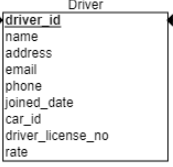 Driver
driver_id
name
address
email
phone
joined_date
car_id
driver_license_no
rate